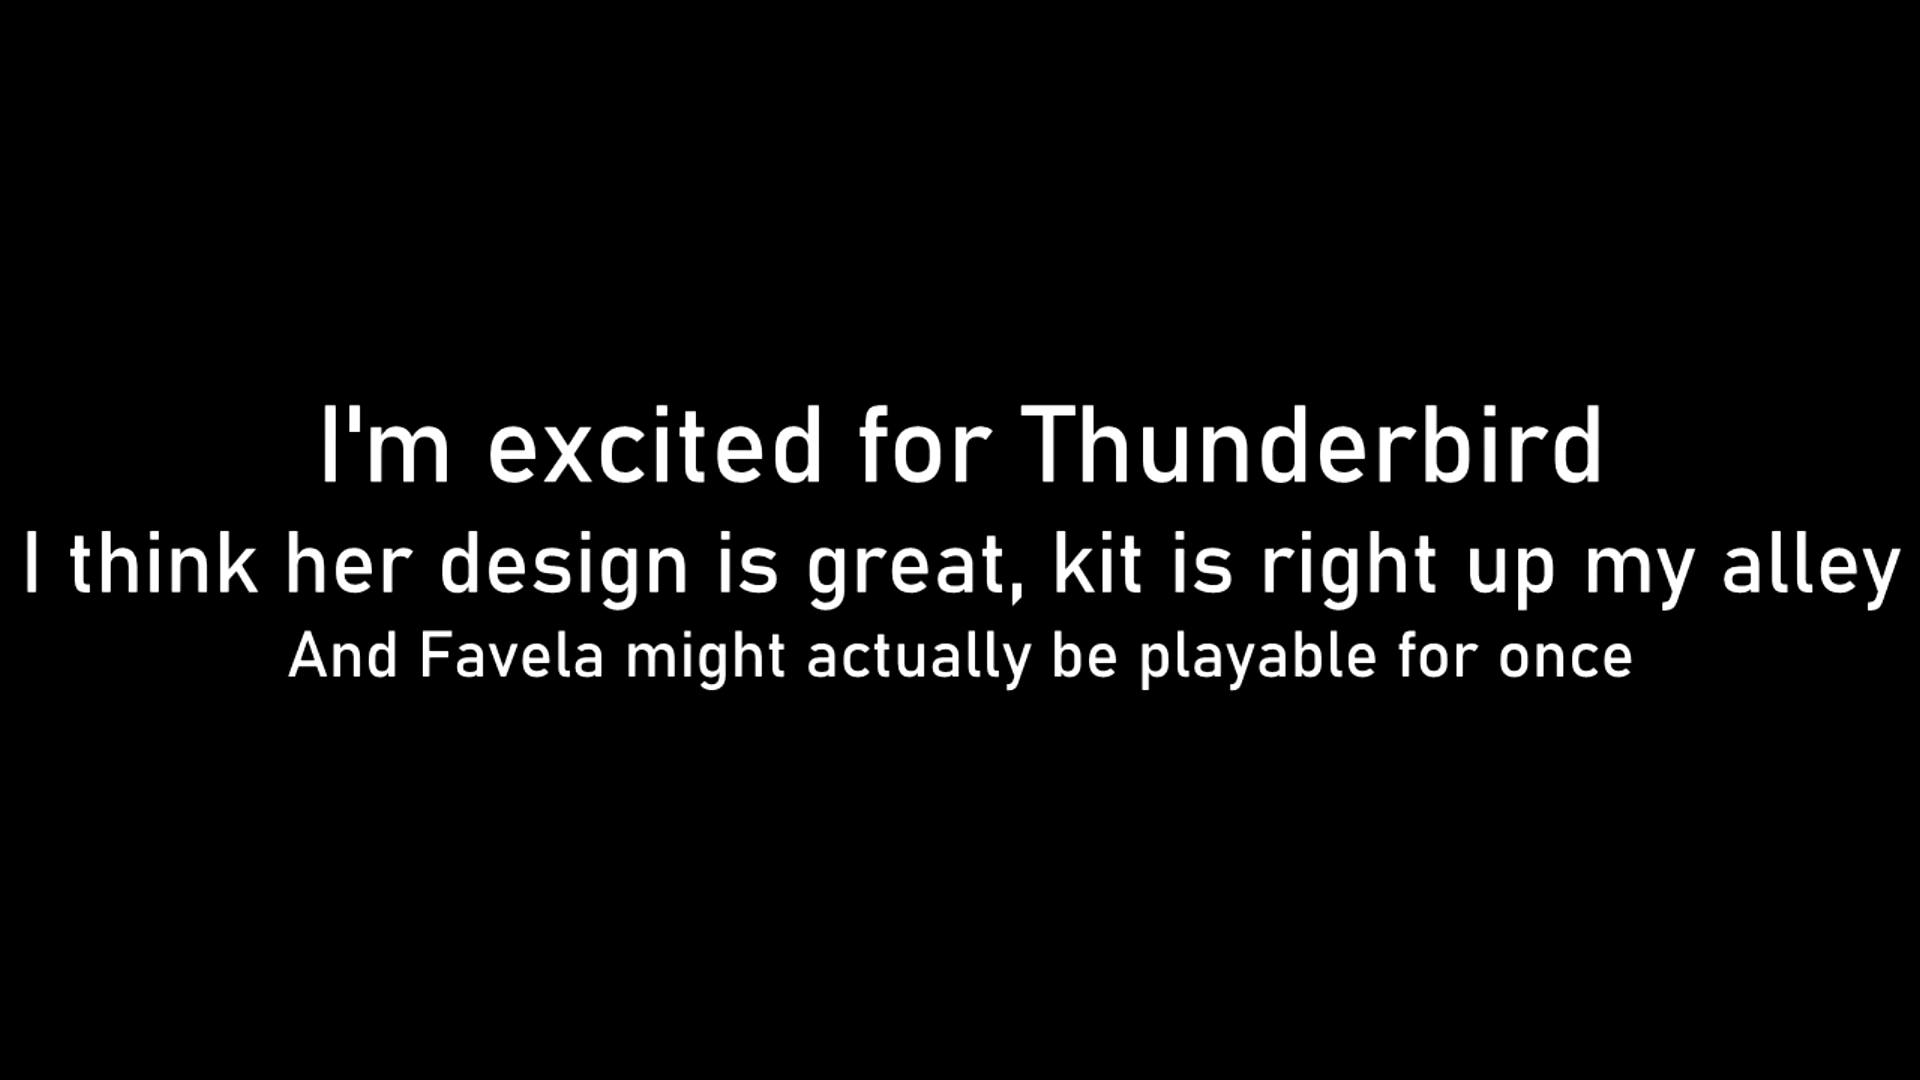 I'm excited for Thunderbird
I think her design is great, kit is right up my alley
And Favela might actually be playable for once